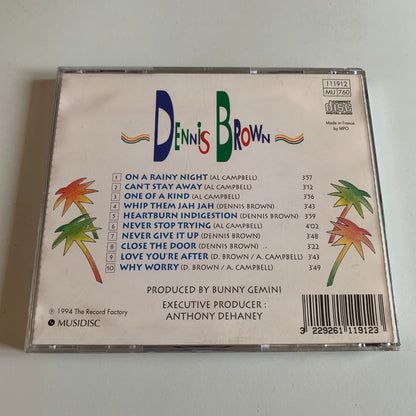 111912
MU 760
COMPACT
disc
DIGITAL AUDIO
Made in France
by MPO
DENNIS BROWN
1 ON A RAINY NIGHT (AL CAMPBELL) 3'57
2 CAN'T STAY AWAY (AL CAMPBELL) 3'12
3 ONE OF A KIND (AL CAMPBELL) 3'56
4 WHIP THEM JAH JAH (DENNIS BROWN) 3'43
5 HEARTBURN INDIGESTION (DENNIS BROWN) 3'59
6 NEVER STOP TRYING (AL CAMPBELL) 4'02
7 NEVER GIVE IT UP (DENNIS BROWN) 3'48
8 CLOSE THE DOOR (DENNIS BROWN) 3'22
9 LOVE YOU'RE AFTER (D. BROWN / A. CAMPBELL) 3'43
10 WHY WORRY (D. BROWN / A. CAMPBELL) 3'49
PRODUCED BY BUNNY GEMINI
EXECUTIVE PRODUCER :
ANTHONY DEHANEY
℗ 1994 The Record Factory
MUSIDISC
3 229261 119123